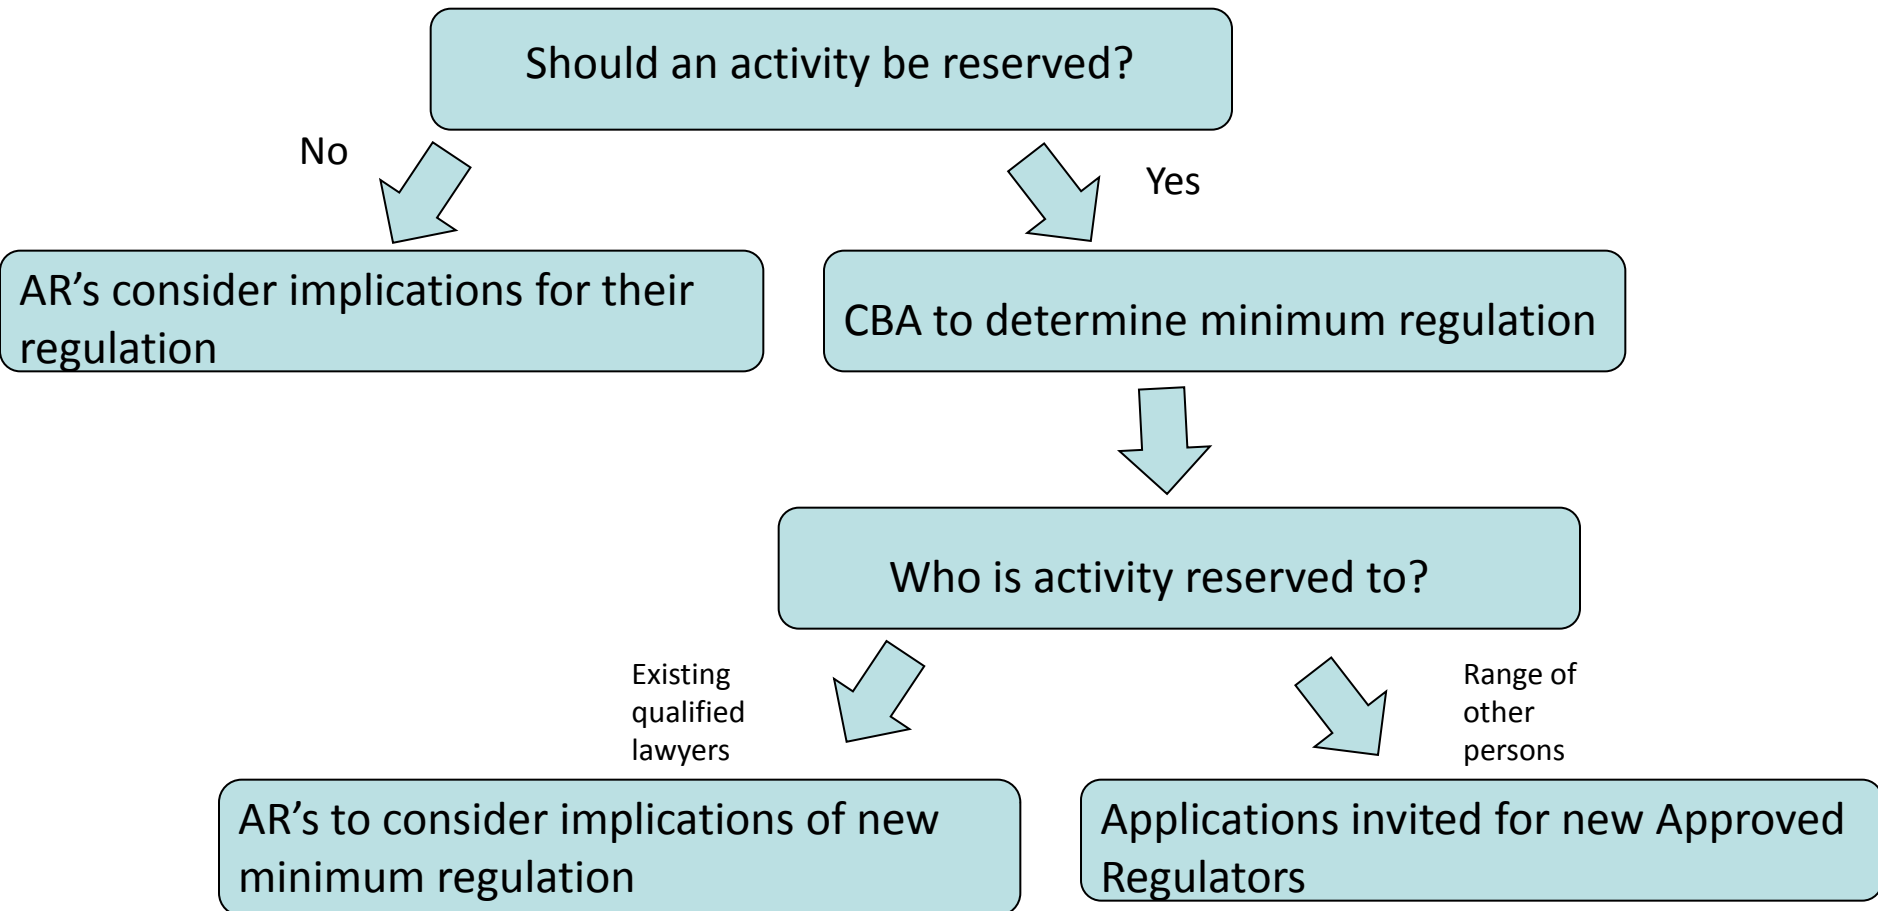 Should an activity be reserved?
No
Yes
AR’s consider implications for their
regulation
CBA to determine minimum regulation
Who is activity reserved to?
Existing
qualified
lawyers
Range of
other
persons
AR’s to consider implications of new
minimum regulation
Applications invited for new Approved
Regulators